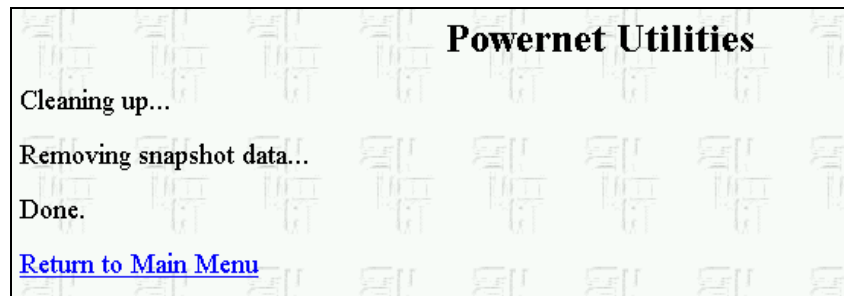 Powernet Utilities
Cleaning up...
Removing snapshot data...
Done.
Return to Main Menu